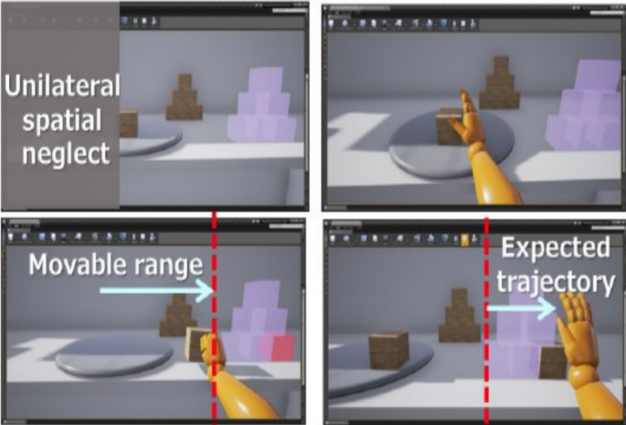 Unilateral
spatial
neglect
Movable range
Expected
trajectory